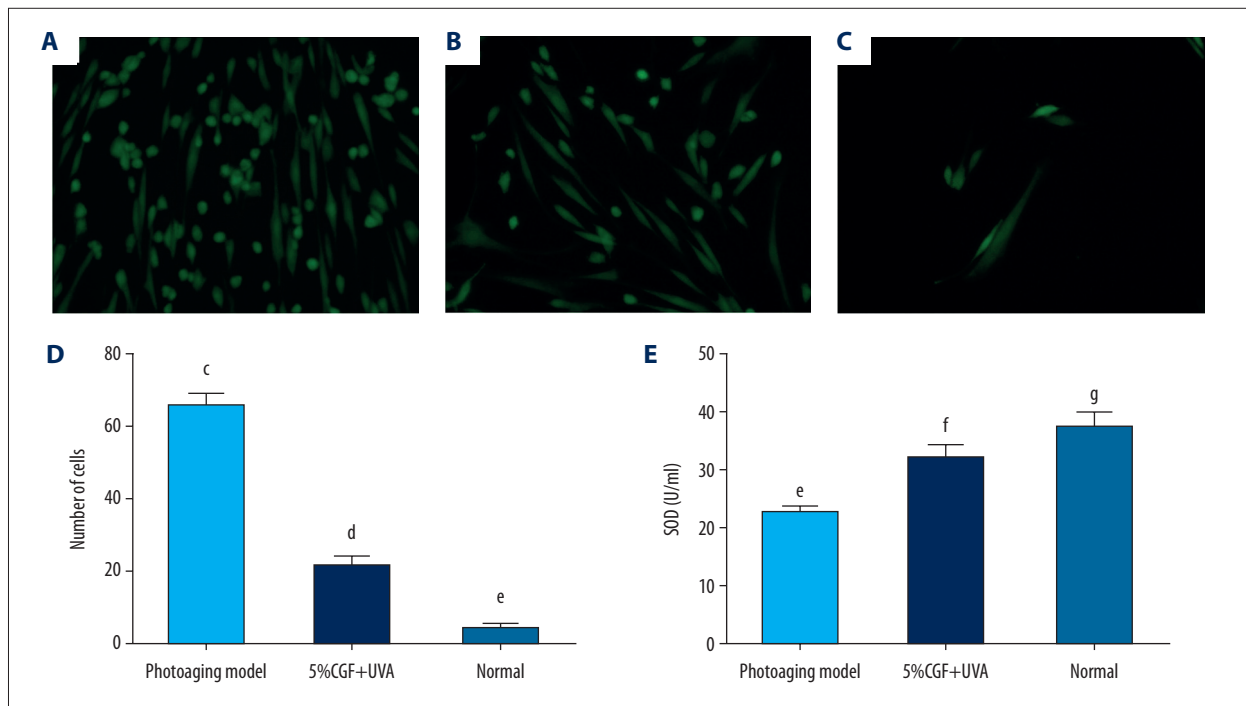 A
B
C
D
80
60
40
20
0
Number of cells
c
d
e
Photoaging model
5%CGF+UVA
Normal
E
50
40
30
20
10
0
SOD (U/ml)
e
f
g
Photoaging model
5%CGF+UVA
Normal